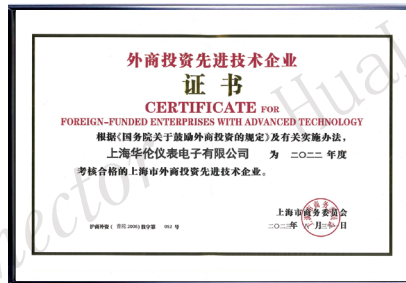 外商投资先进技术企业
证书
CERTIFICATE FOR
FOREIGN-FUNDED ENTERPRISES WITH ADVANCED TECHNOLOGY
根据《国务院关于鼓励外商投资的规定》及有关实施办法，
上海华伦仪表电子有限公司 为 二〇二二 年度
考核合格的上海市外商投资先进技术企业。
上海市商务委员会